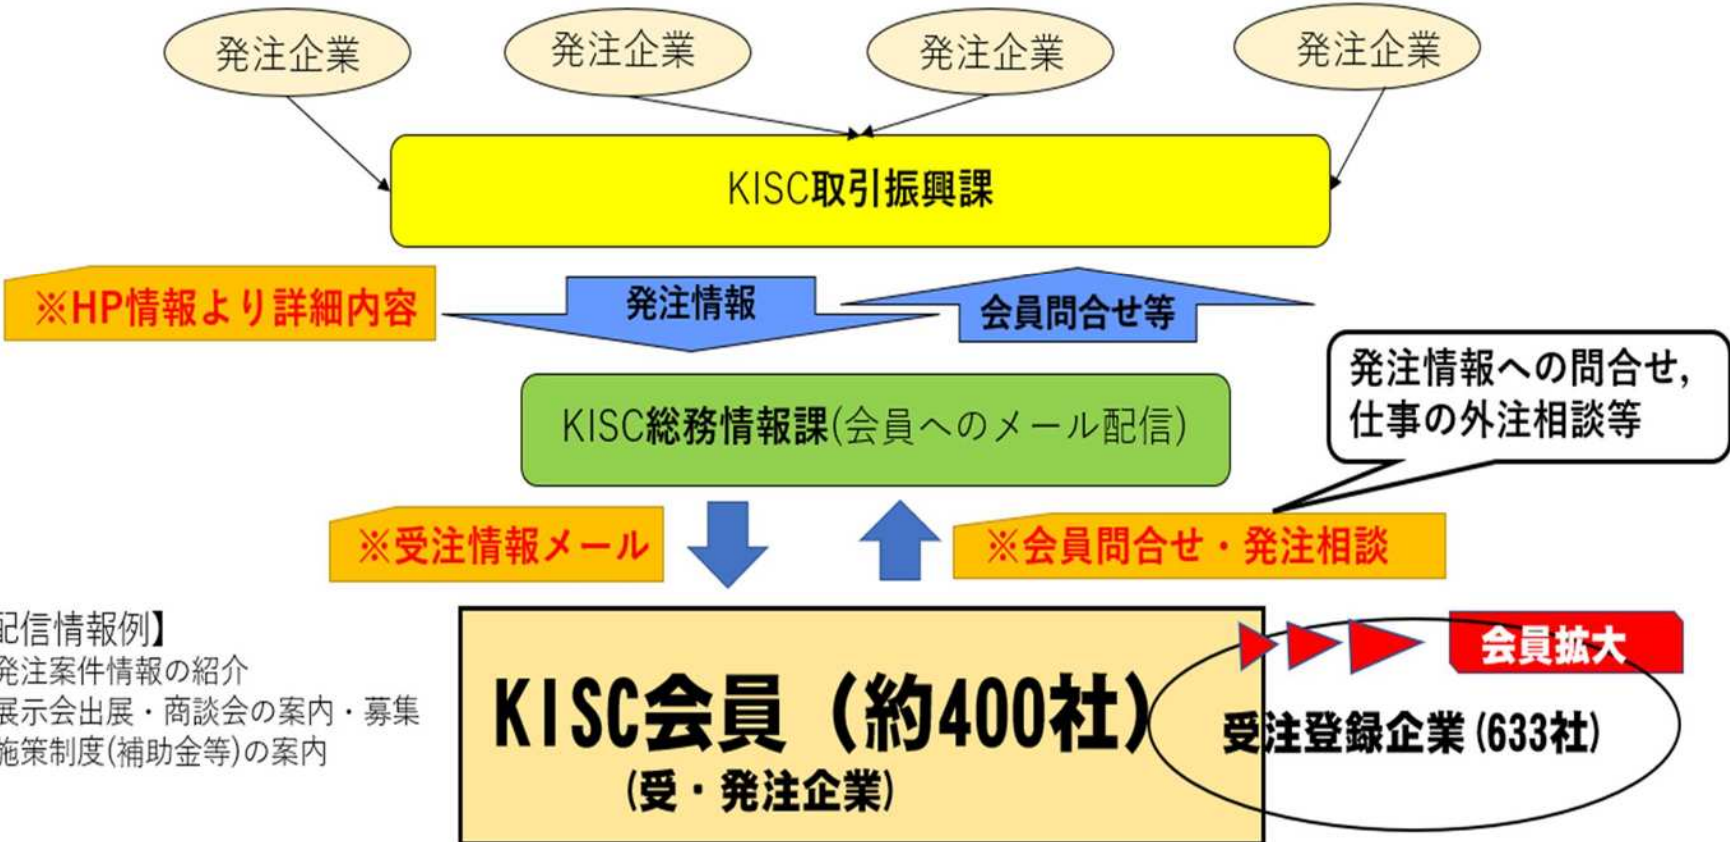 発注企業
発注企業
発注企業
発注企業
KISC取引振興課
※HP情報より詳細内容
発注情報
会員問合せ等
発注情報への問合せ,
仕事の外注相談等
KISC総務情報課(会員へのメール配信)
※受注情報メール
※会員問合せ・発注相談
配信情報例】
発注案件情報の紹介
展示会出展・商談会の案内・募集
施策制度(補助金等)の案内
KISC会員（約400社）
(受・発注企業)
会員拡大
受注登録企業(633社)